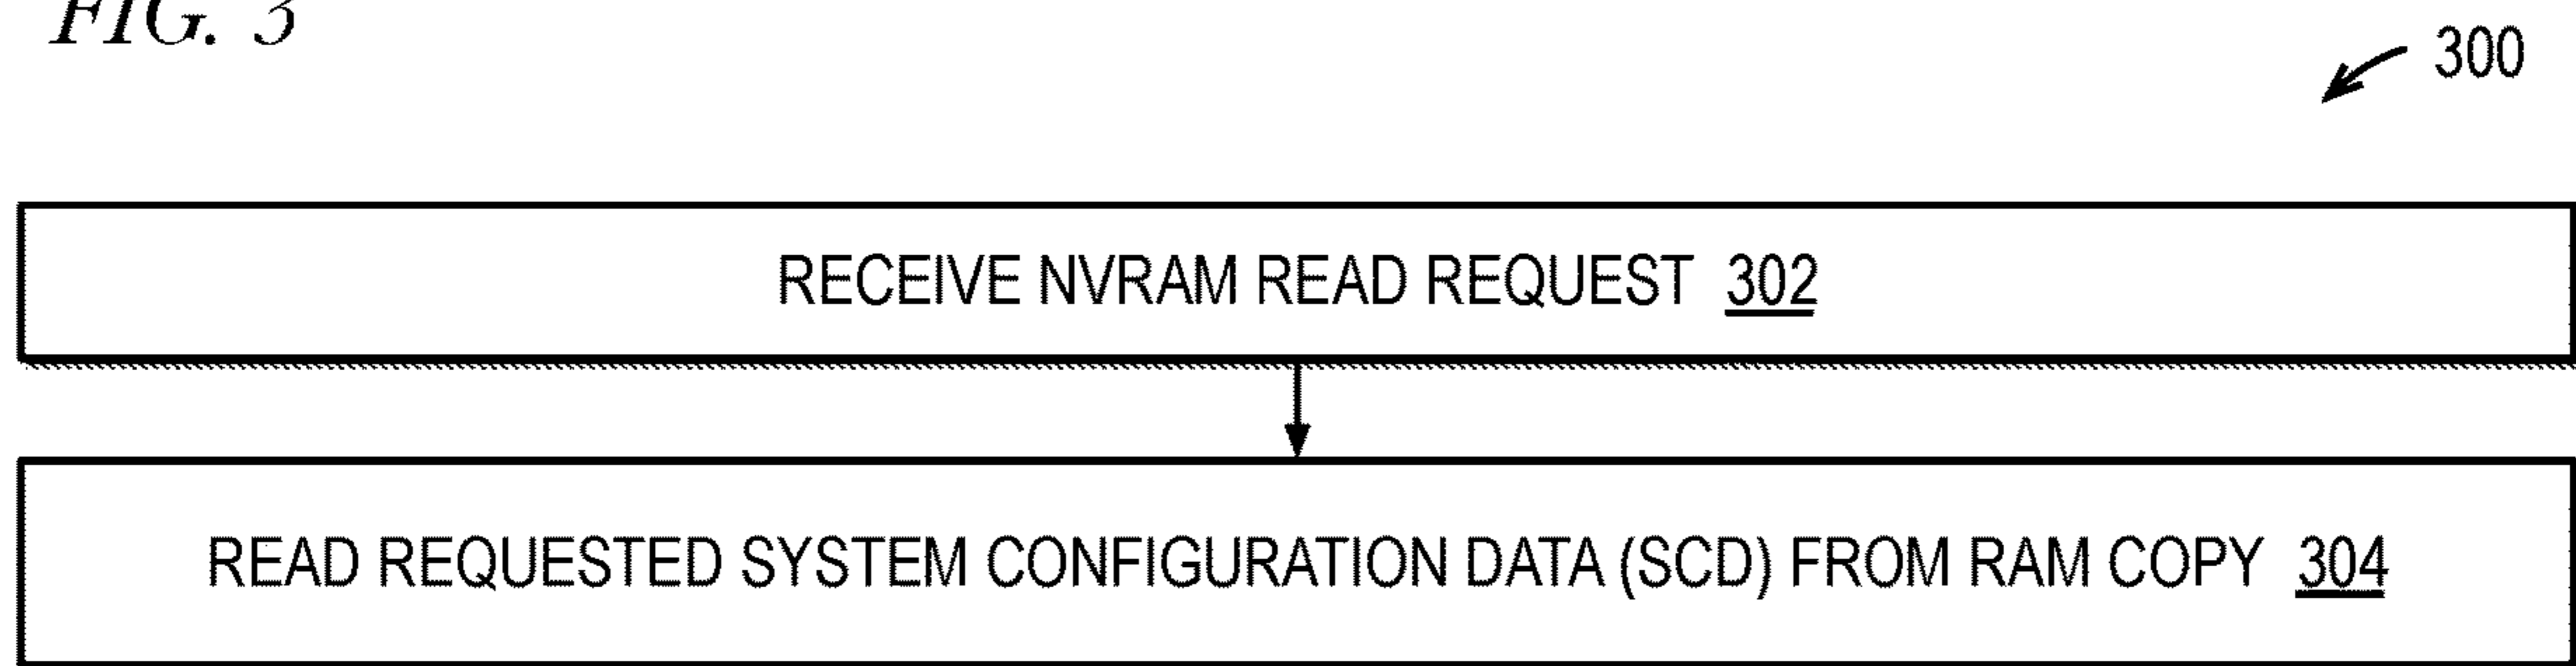 FIG. 3
300
RECEIVE NVRAM READ REQUEST 302
READ REQUESTED SYSTEM CONFIGURATION DATA (SCD) FROM RAM COPY 304